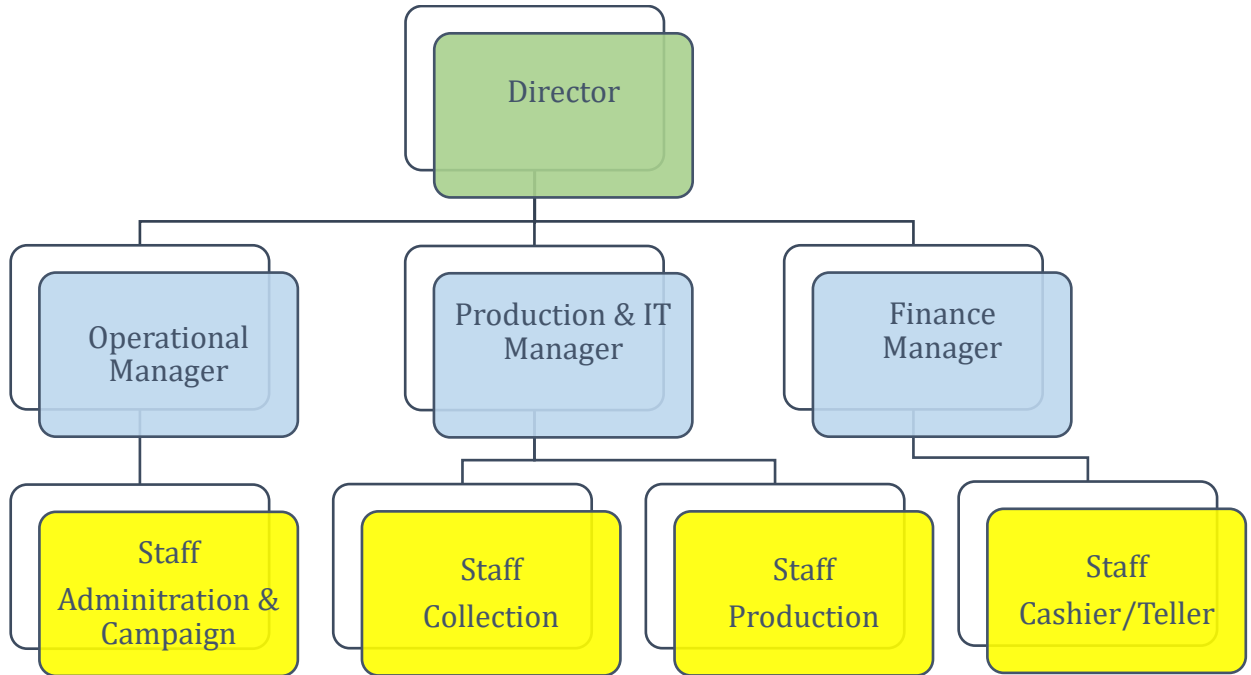 Director
Operational
Manager
Production & IT
Manager
Finance
Manager
Staff
Adminitration &
Campaign
Staff
Collection
Staff
Production
Staff
Cashier/Teller